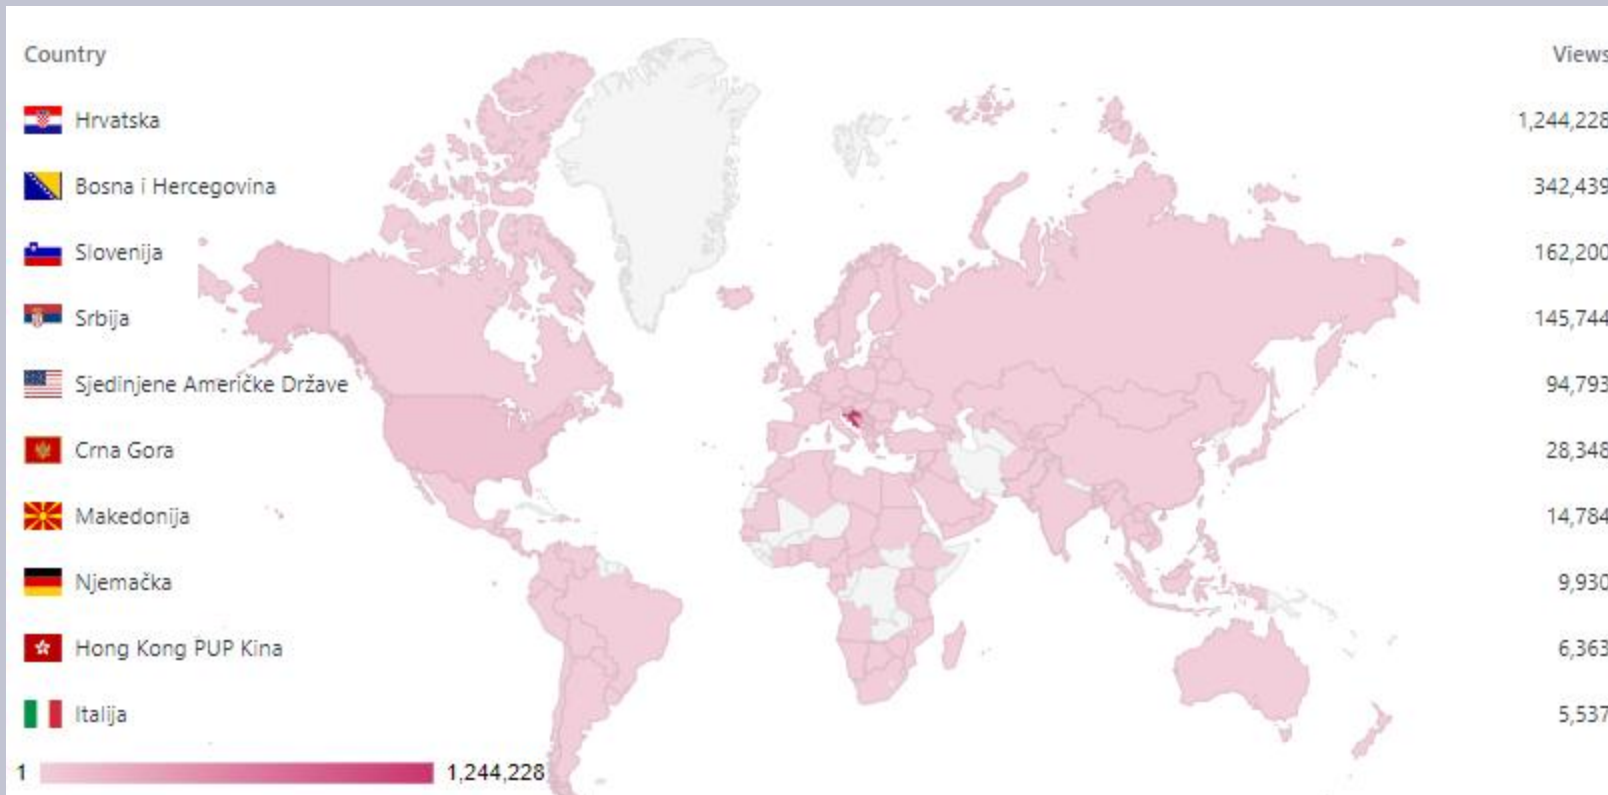 Country Views
Hrvatska 1,244,228
Bosna i Hercegovina 342,439
Slovenija 162,200
Srbija 145,744
Sjedinjene Američke Države 94,793
Crna Gora 28,348
Makedonija 14,784
Njemačka 9,930
Hong Kong PUP Kina 6,363
Italija 5,537
1 1,244,228